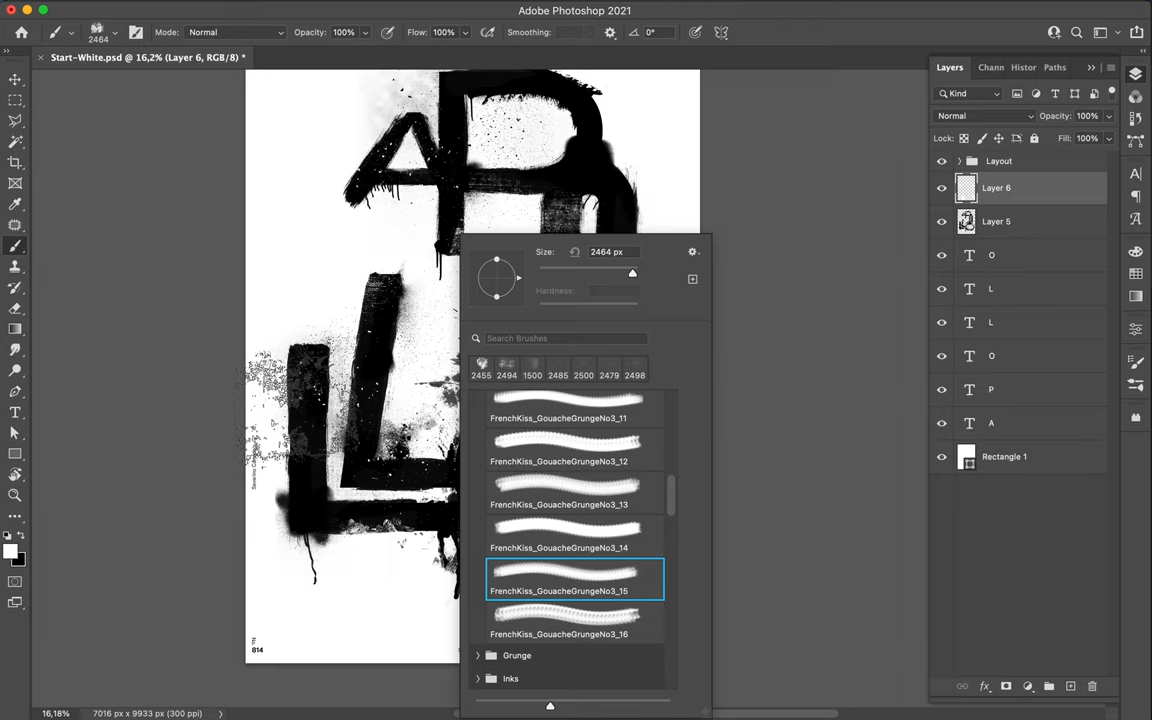 Adobe Photoshop 2021
2464
Mode:
Normal
Opacity:
100%
Flow:
100%
Smoothing:
0°
Start-White.psd @ 16,2% (Layer 6, RGB/8) *
Layers
Chann
Histor
Paths
Kind
Normal
Opacity:
100%
Lock:
Fill:
100%
Layout
Layer 6
Layer 5
O
L
L
O
P
A
Rectangle 1
Size:
2464 px
Hardness:
Search Brushes
2455
2494
1500
2485
2500
2479
2498
FrenchKiss_GouacheGrungeNo3_11
FrenchKiss_GouacheGrungeNo3_12
FrenchKiss_GouacheGrungeNo3_13
FrenchKiss_GouacheGrungeNo3_14
FrenchKiss_GouacheGrungeNo3_15
FrenchKiss_GouacheGrungeNo3_16
Grunge
Inks
No
814
16,18%
7016 px x 9933 px (300 ppi)